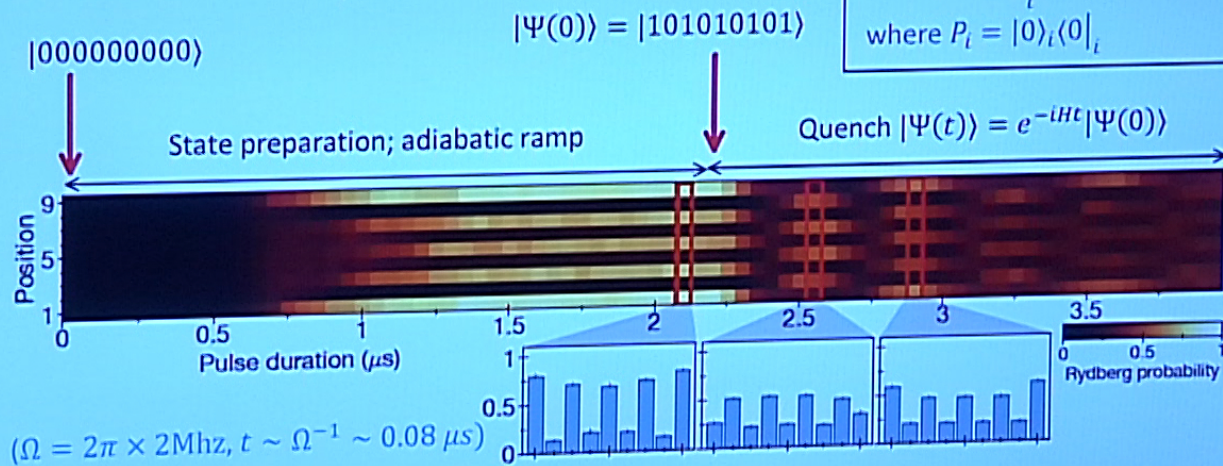 |000000000⟩
|Ψ(0)⟩ = |101010101⟩
where P_i = |0⟩_i⟨0|_i
State preparation; adiabatic ramp
Quench |Ψ(t)⟩ = e^{-iHt}|Ψ(0)⟩
Position
9
5
1
0 0.5 1 1.5 2 2.5 3 3.5
Pulse duration (μs)
1
0.5
0
0 0.5 1
Rydberg probability
(Ω = 2π × 2Mhz, t ~ Ω^{-1} ~ 0.08 μs)